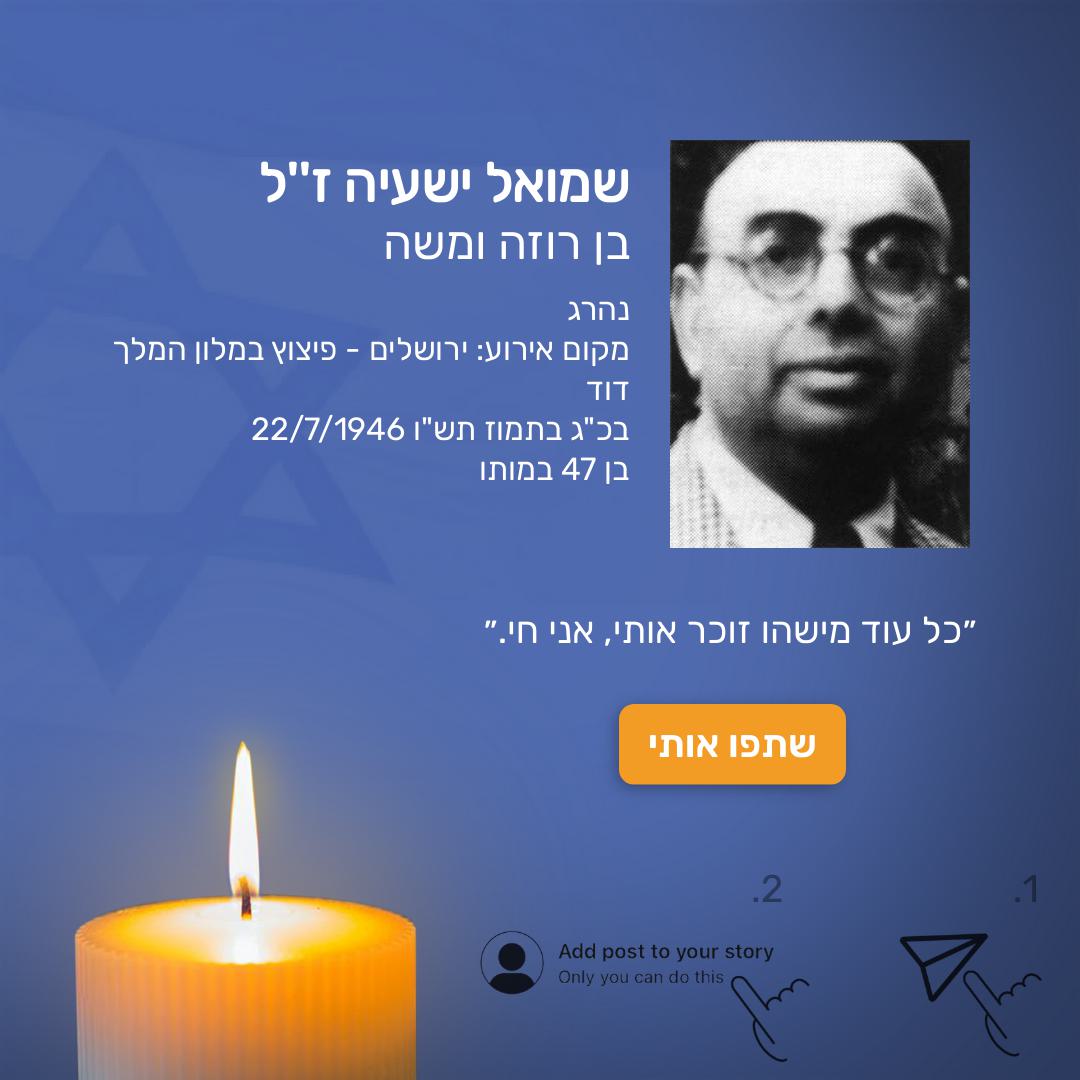 שמואל ישעיה ז"ל
בן רוזה ומשה
נהרג
מקום אירוע: ירושלים - פיצוץ במלון המלך
דוד
בכ"ג בתמוז תש"ו 22/7/1946
בן 47 במותו
״כל עוד מישהו זוכר אותי, אני חי.״
שתפו אותי
.1
.2
Add post to your story
Only you can do this